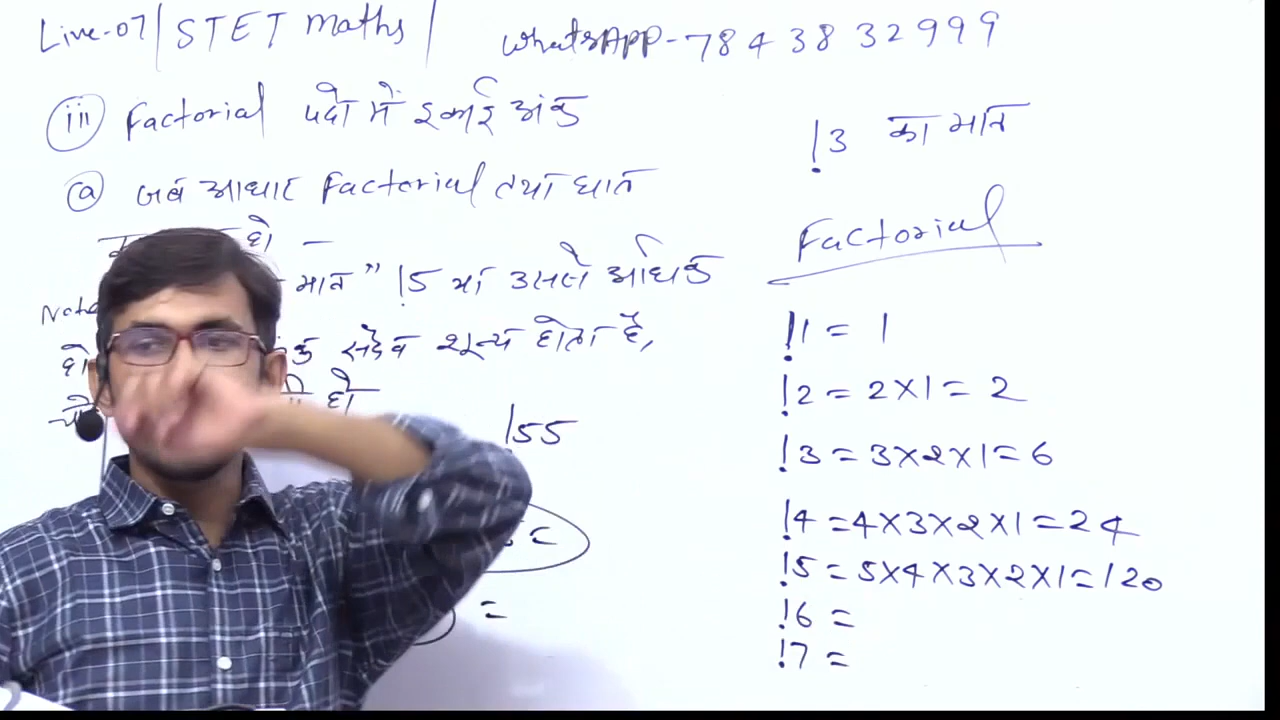 Live-07/STET Maths/
WhatsApp-7843832999
(iii) Factorial पदो में इकाई अंक
(a) जब आधार Factorial तथा घात
हो –
मान" !5 या उससे अधिक
सदैव शून्य होता है,
हो
!55
=
=
!3 का मान
Factorial
!1 = 1
!2 = 2×1 = 2
!3 = 3×2×1 = 6
!4 = 4×3×2×1 = 24
!5 = 5×4×3×2×1 = 120
!6 =
!7 =